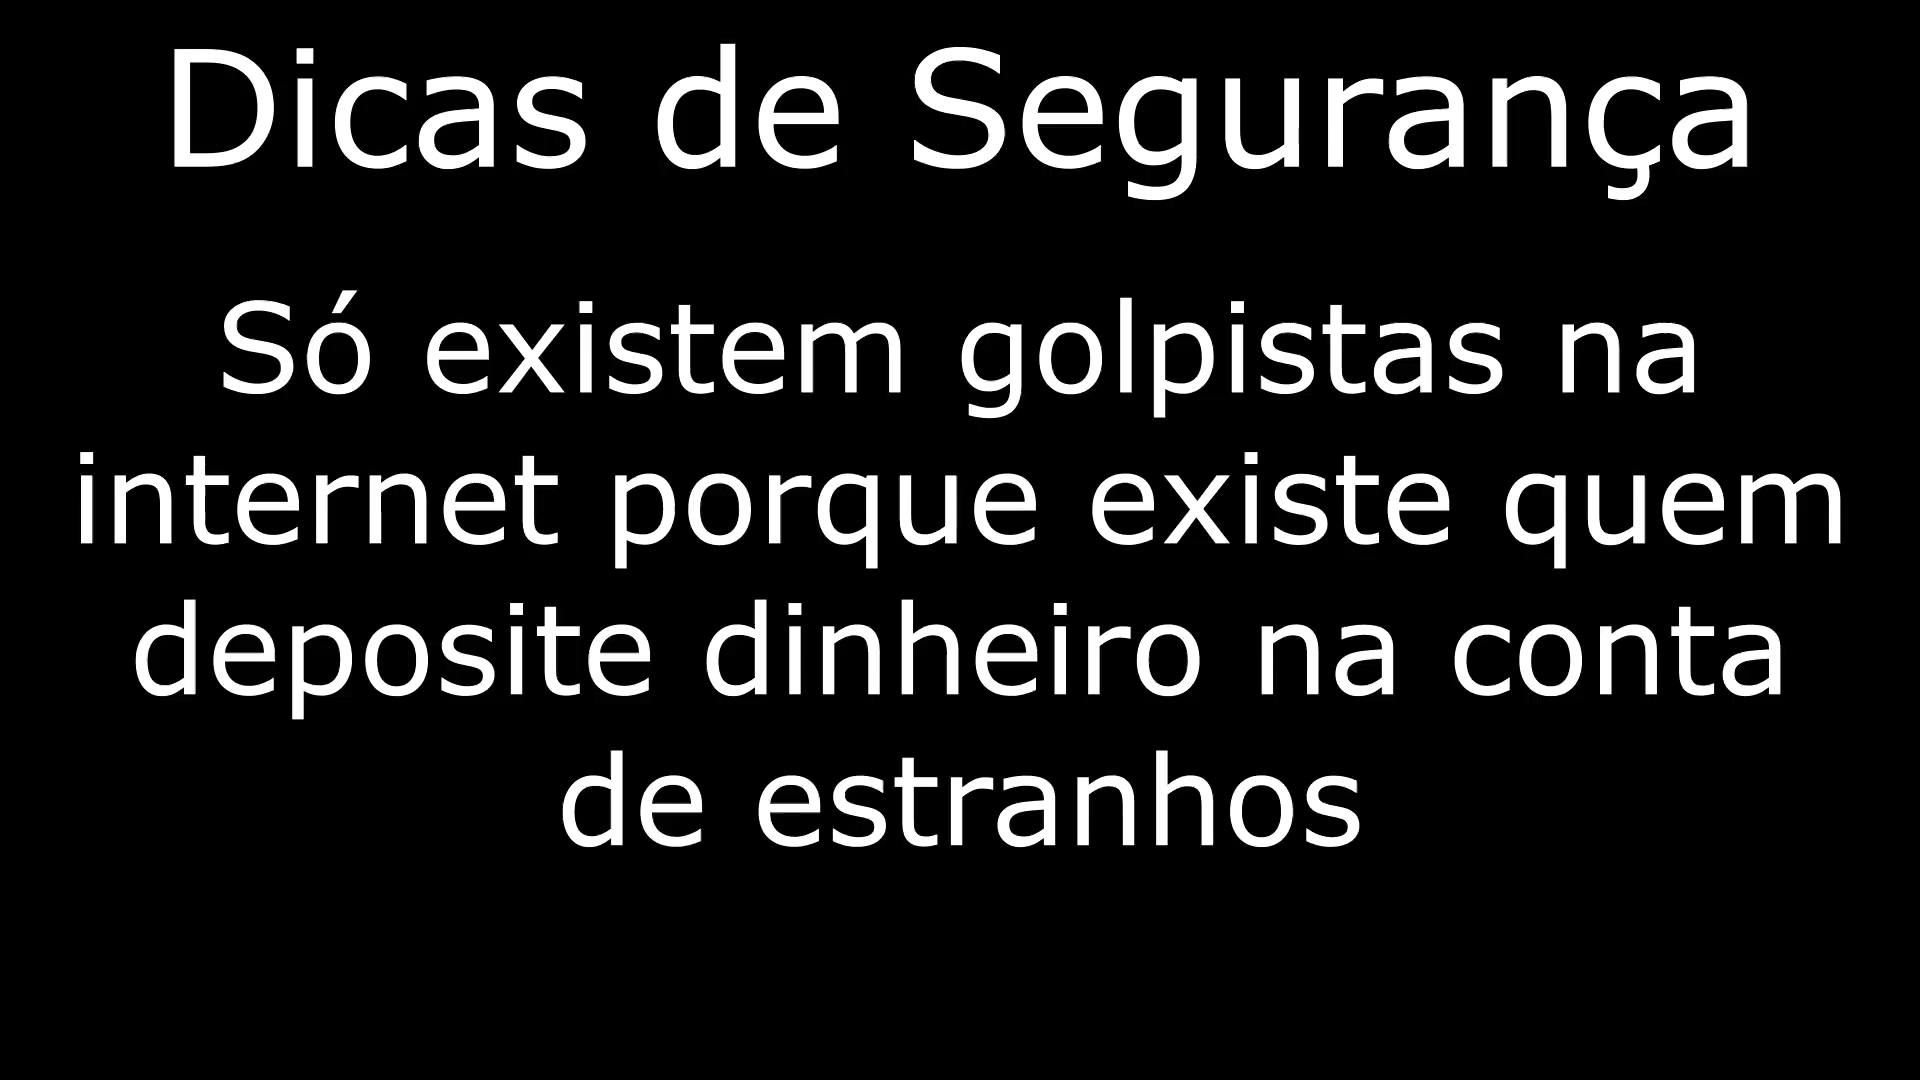 Dicas de Segurança
Só existem golpistas na
internet porque existe quem
deposite dinheiro na conta
de estranhos